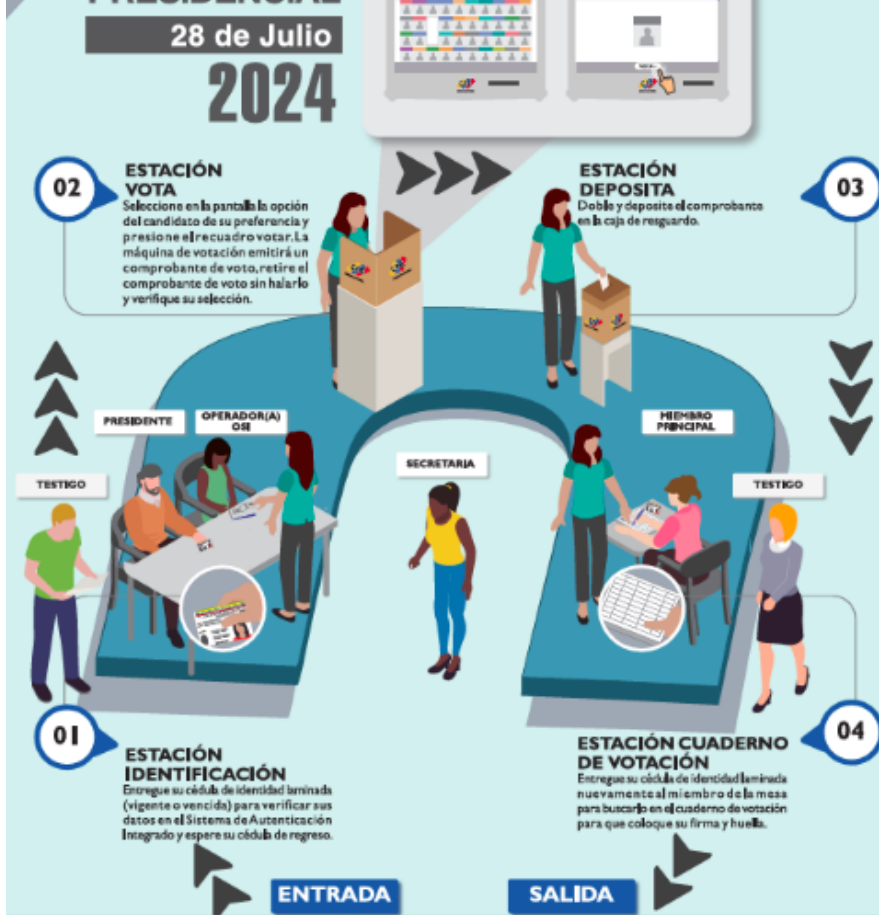 PRESIDENCIAL
28 de Julio
2024
02
ESTACIÓN
VOTA
Seleccione en la pantalla la opción
del candidato de su preferencia y
presione el recuadro votar. La
máquina de votación emitirá un
comprobante de voto, retire el
comprobante de voto sin halarlo
y verifique su selección.
ESTACIÓN
DEPOSITA
Doble y deposite el comprobante
en la caja de resguardo.
03
PRESIDENTE
OPERADOR(A)
OSI
MIEMBRO
PRINCIPAL
SECRETARIA
TESTIGO
TESTIGO
01
ESTACIÓN
IDENTIFICACIÓN
Entregue su cédula de identidad laminada
(vigente o vencida) para verificar sus
datos en el Sistema de Autenticación
Integrado y espere su cédula de regreso.
04
ESTACIÓN CUADERNO
DE VOTACIÓN
Entregue su cédula de identidad laminada
nuevamente al miembro de la mesa
para buscarlo en el cuaderno de votación
para que coloque su firma y huella.
ENTRADA
SALIDA